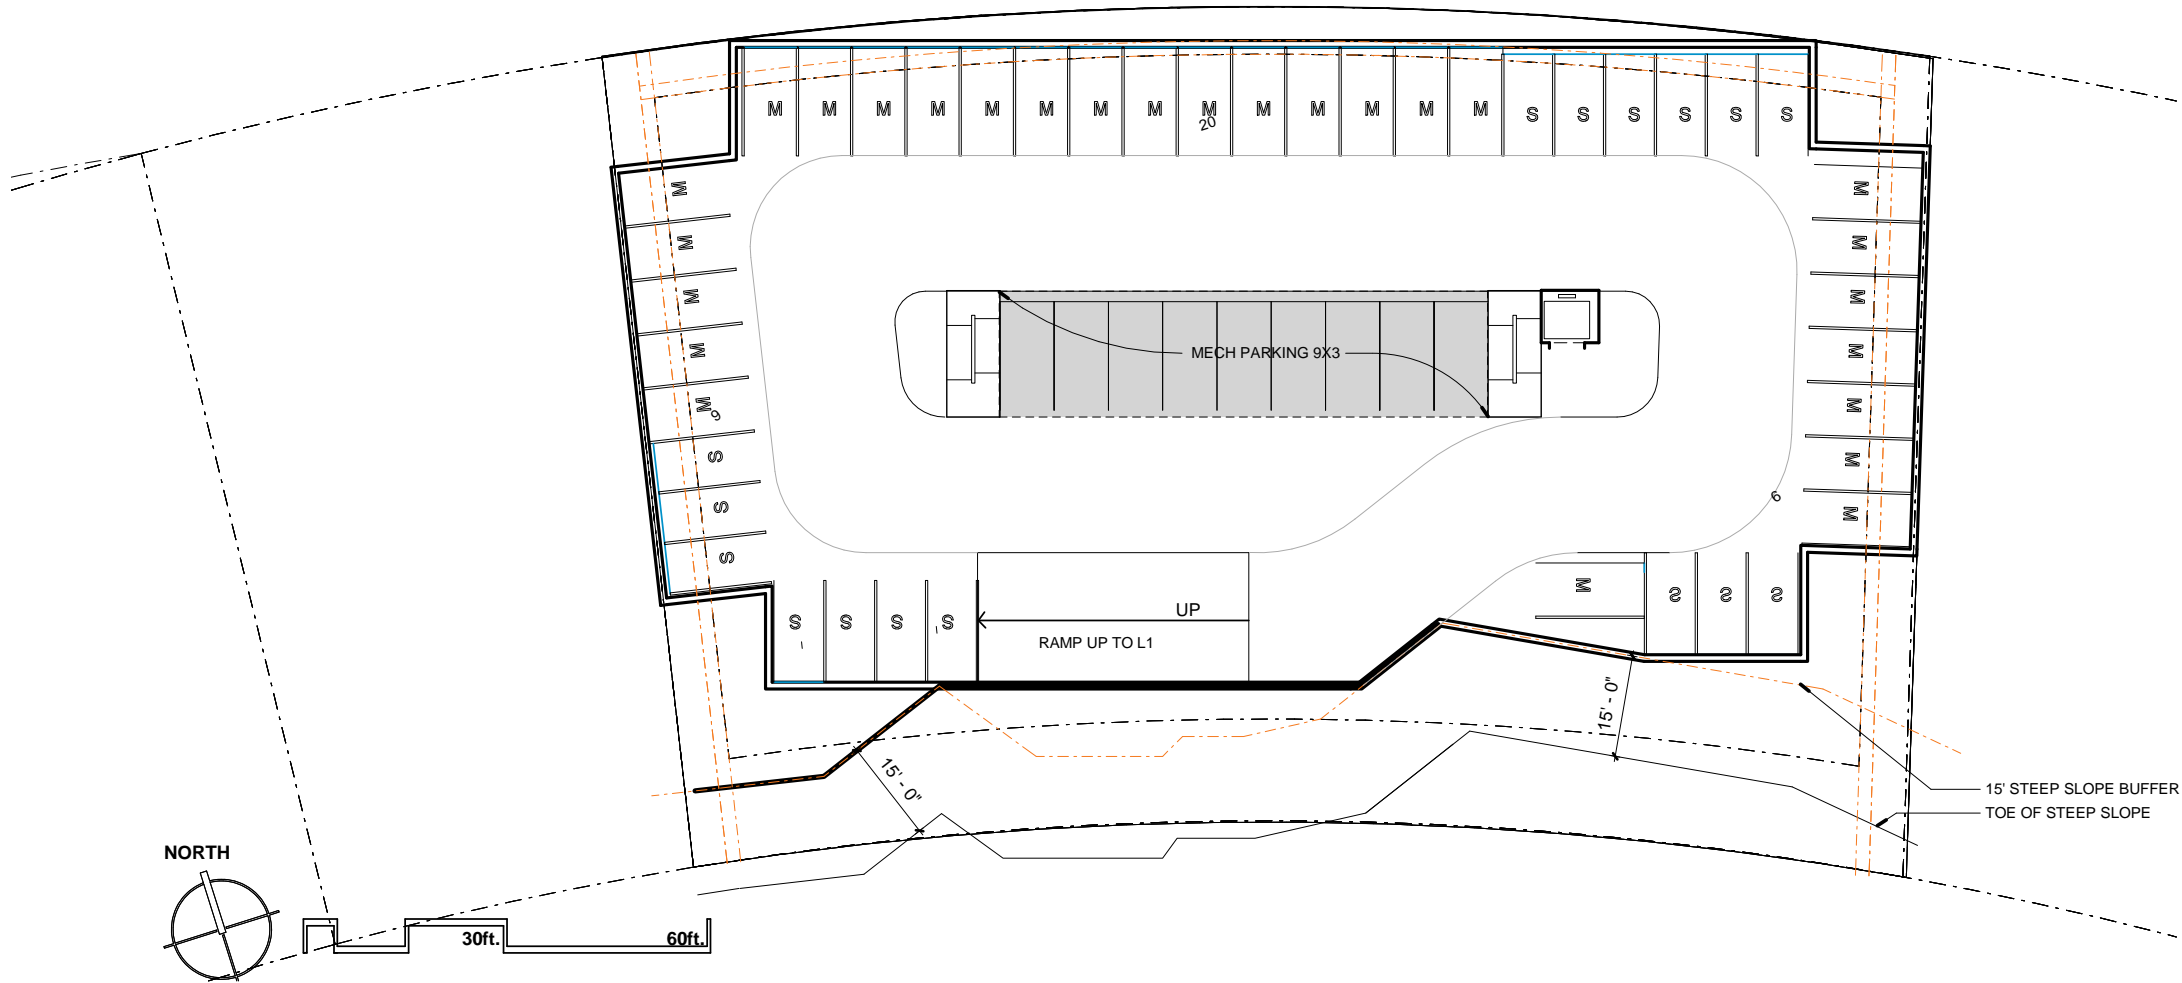 M M M M M M M M M M M M M M S S S S S S
20
M M
M M
M M
M M
M M
9
S M
S M
6
S
MECH PARKING 9X3
M S S S
S S S S
UP
RAMP UP TO L1
15' - 0"
15' - 0"
15' STEEP SLOPE BUFFER
TOE OF STEEP SLOPE
NORTH
30ft. 60ft.